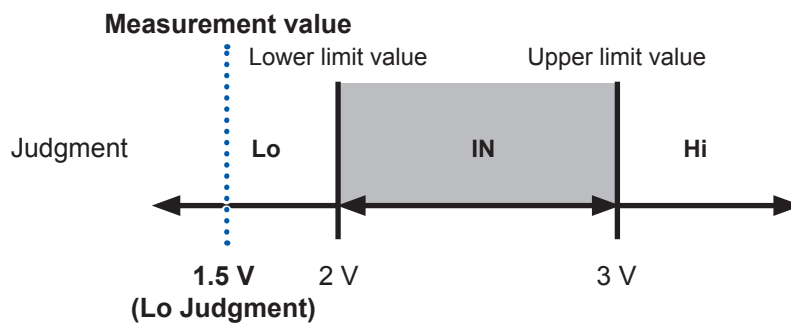 Measurement value
Lower limit value
Upper limit value
Judgment
Lo
IN
Hi
1.5 V
(Lo Judgment)
2 V
3 V